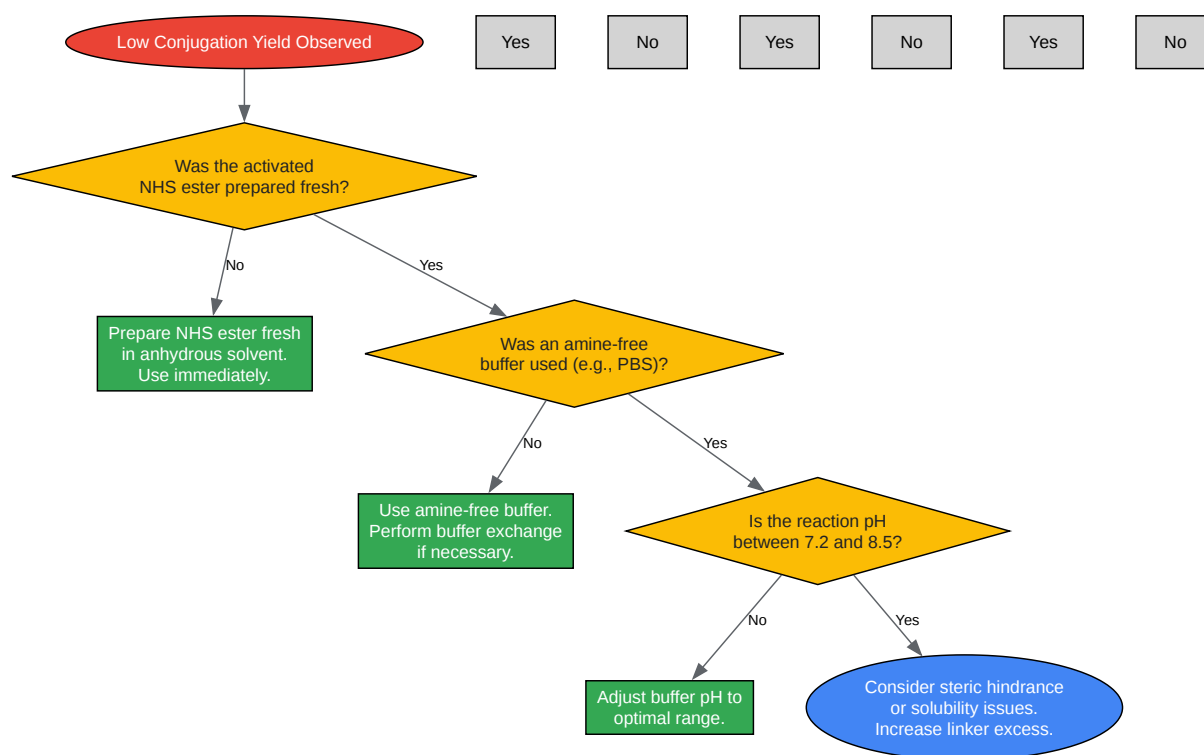 Low Conjugation Yield Observed
Yes
No
Yes
No
Yes
No
Was the activated
NHS ester prepared fresh?
No
Yes
Prepare NHS ester fresh
in anhydrous solvent.
Use immediately.
Was an amine-free
buffer used (e.g., PBS)?
No
Yes
Use amine-free buffer.
Perform buffer exchange
if necessary.
Is the reaction pH
between 7.2 and 8.5?
No
Yes
Adjust buffer pH to
optimal range.
Consider steric hindrance
or solubility issues.
Increase linker excess.